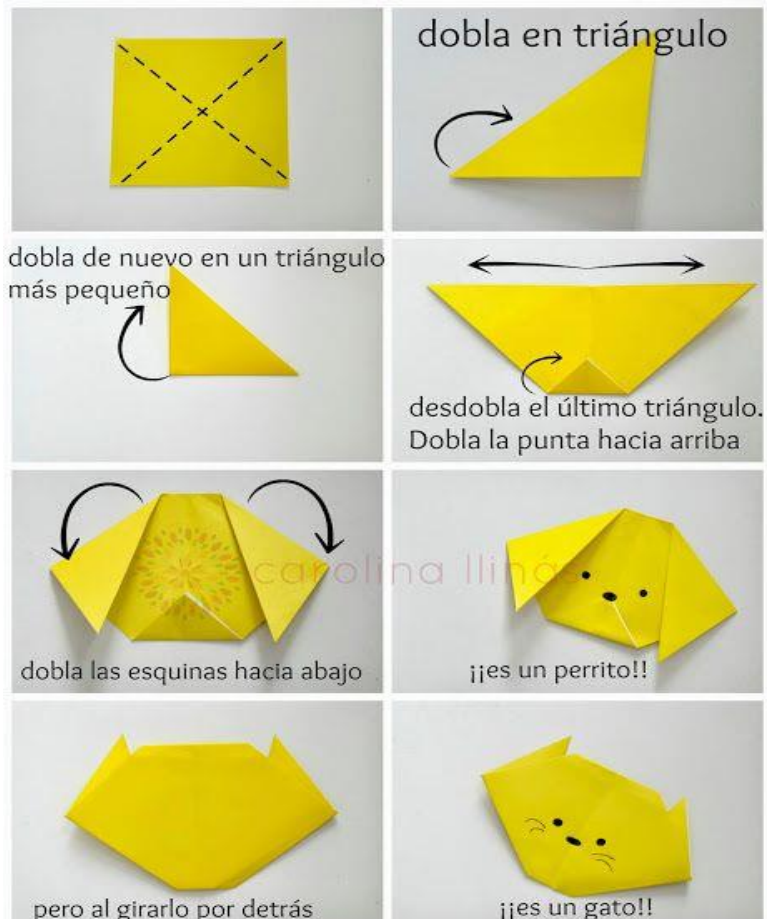 dobla en triángulo
dobla de nuevo en un triángulo
más pequeño
desdobla el último triángulo.
Dobla la punta hacia arriba
carolina llinás
dobla las esquinas hacia abajo
¡¡es un perrito!!
pero al girarlo por detrás
¡¡es un gato!!